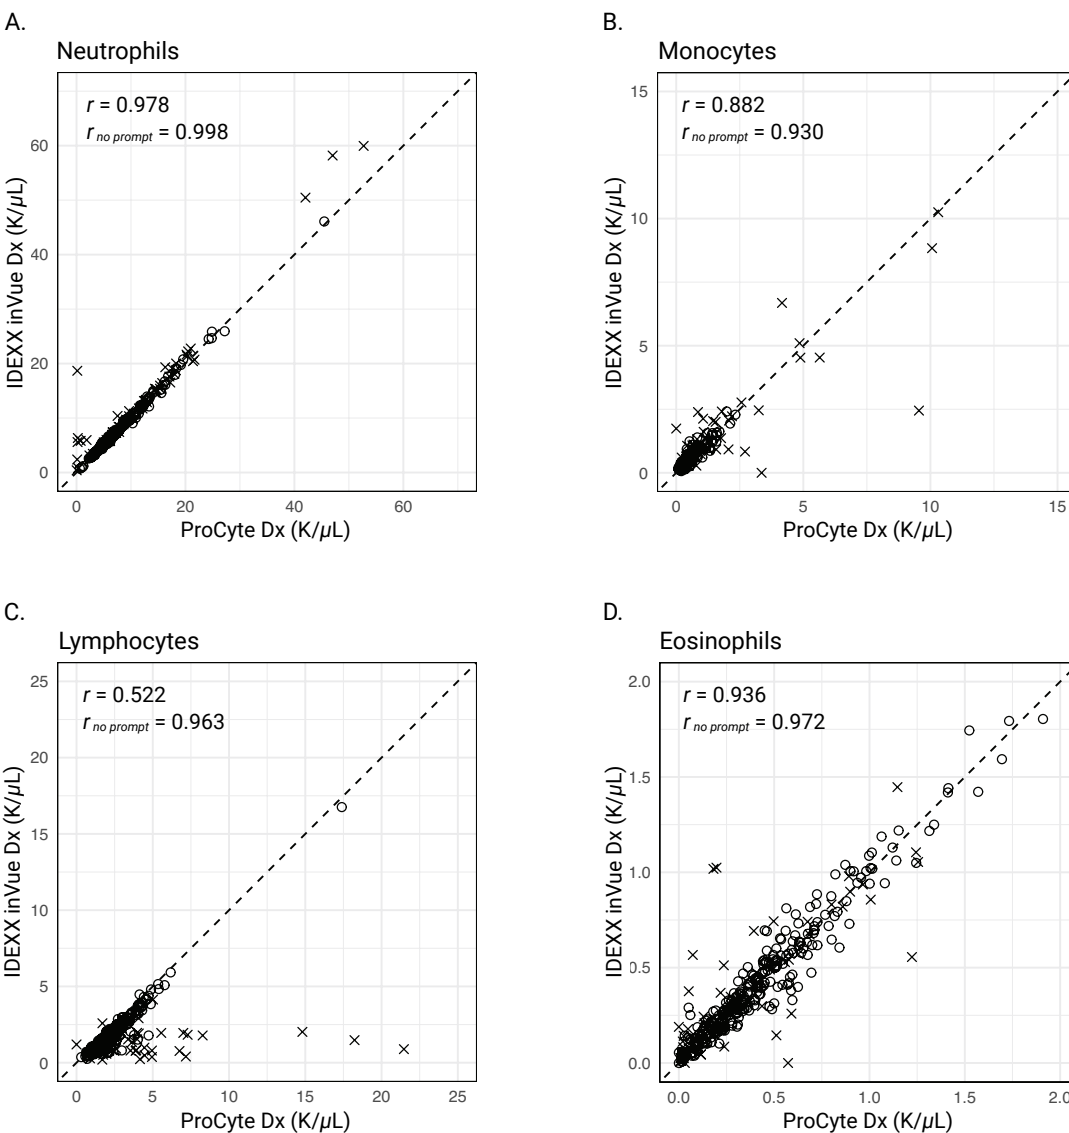 A.
Neutrophils
r = 0.978
r no prompt = 0.998
60
40
20
0
IDEXX inVue Dx (K/µL)
0 20 40 60
ProCyte Dx (K/µL)
B.
Monocytes
r = 0.882
r no prompt = 0.930
15
10
5
0
IDEXX inVue Dx (K/µL)
0 5 10 15
ProCyte Dx (K/µL)
C.
Lymphocytes
r = 0.522
r no prompt = 0.963
25
20
15
10
5
0
IDEXX inVue Dx (K/µL)
0 5 10 15 20 25
ProCyte Dx (K/µL)
D.
Eosinophils
r = 0.936
r no prompt = 0.972
2.0
1.5
1.0
0.5
0.0
IDEXX inVue Dx (K/µL)
0.0 0.5 1.0 1.5 2.0
ProCyte Dx (K/µL)